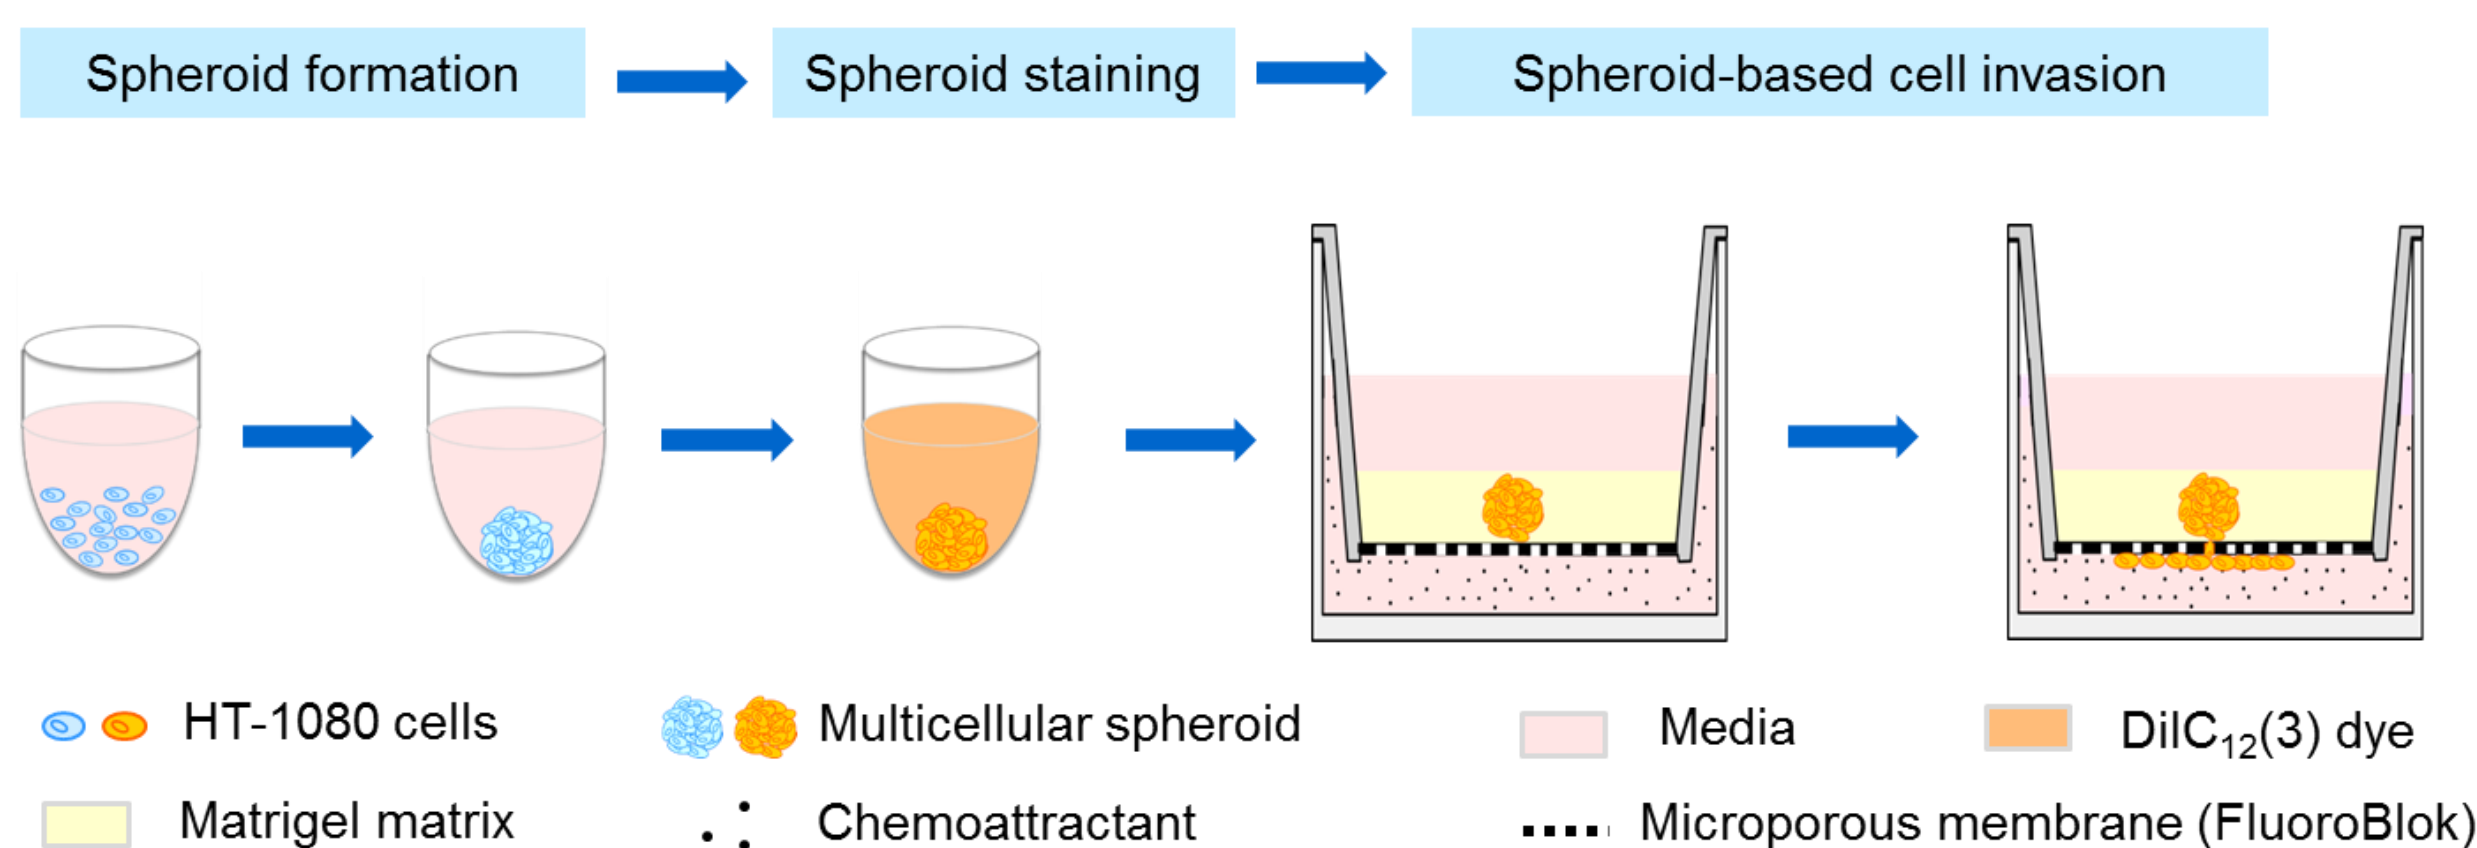 Spheroid formation
Spheroid staining
Spheroid-based cell invasion
HT-1080 cells
Multicellular spheroid
Media
DilC₁₂(3) dye
Matrigel matrix
Chemoattractant
Microporous membrane (FluoroBlok)